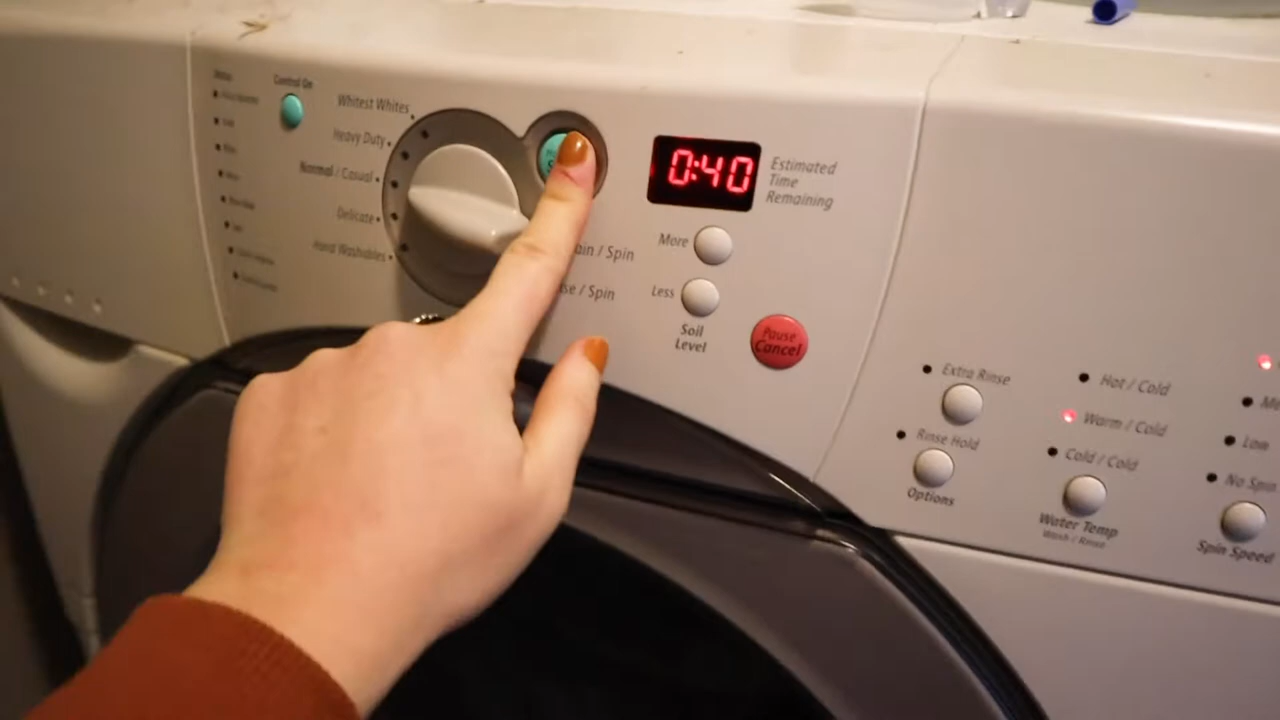 Control On
Whitest Whites
Heavy Duty
Normal / Casual
Delicate
Hand Washables
0:40
Estimated
Time
Remaining
More
Less
Soil
Level
/ Spin
/ Spin
Pause
Cancel
Extra Rinse
Rinse Hold
Options
Hot / Cold
Warm / Cold
Cold / Cold
Water Temp
Wash / Rinse
Low
No Spin
Spin Speed